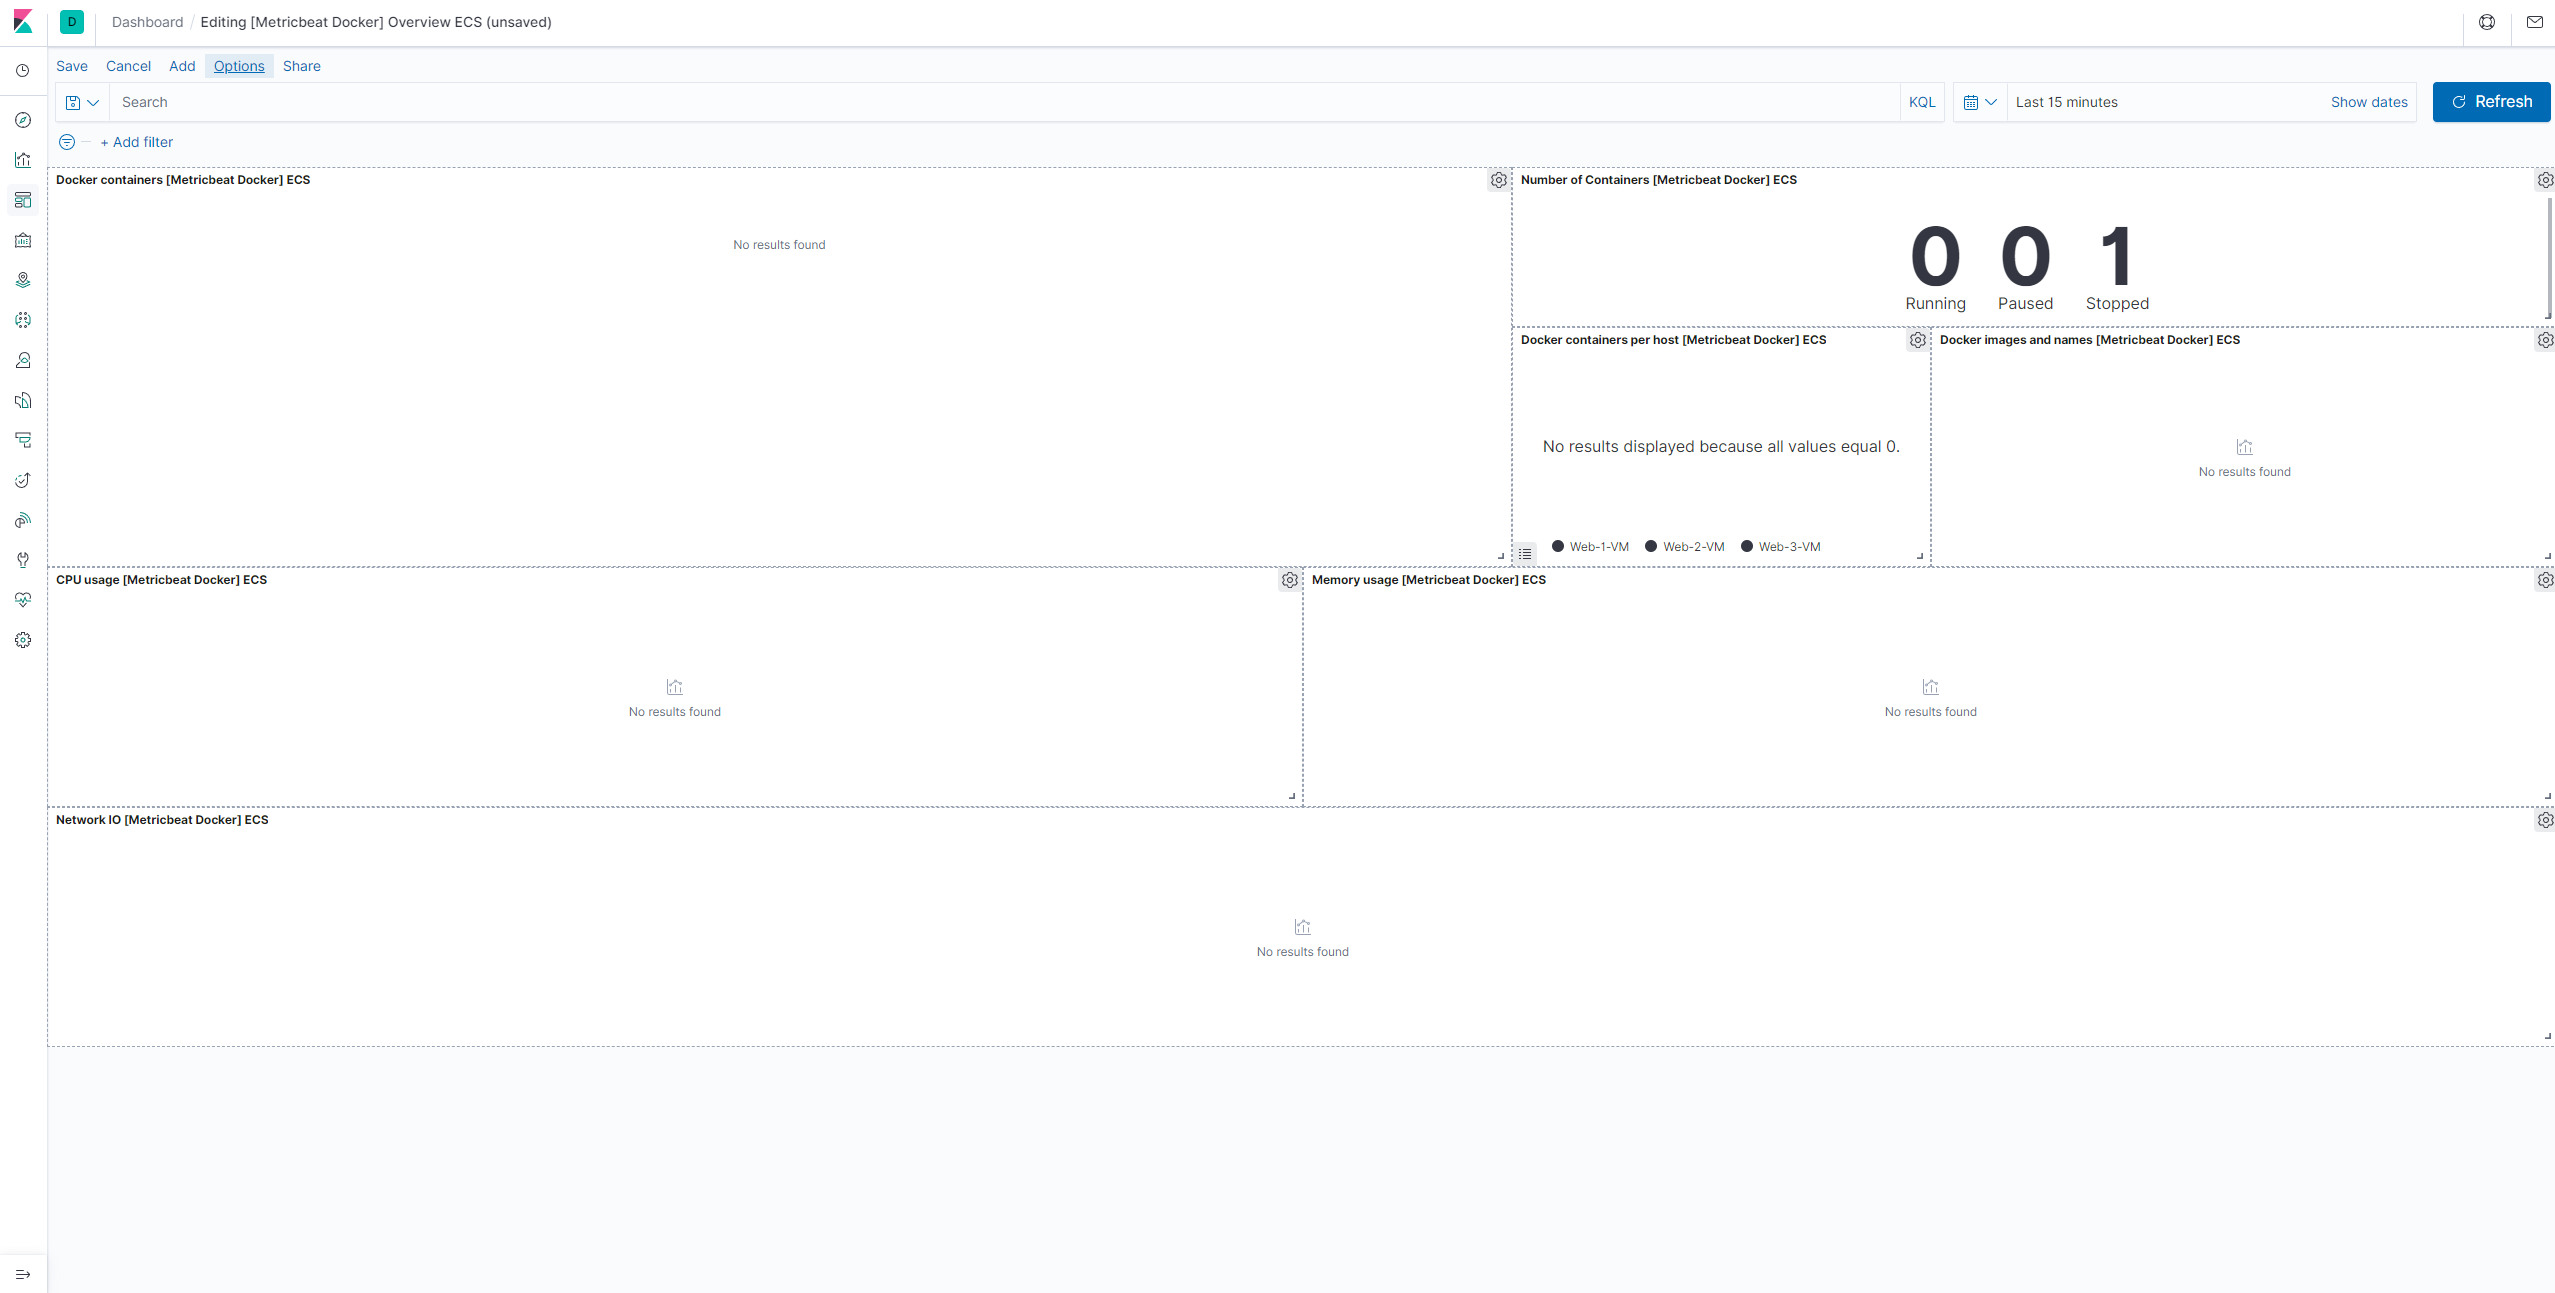 D Dashboard / Editing [Metricbeat Docker] Overview ECS (unsaved)
Save Cancel Add Options Share
Search KQL Last 15 minutes Show dates Refresh
+ Add filter
Docker containers [Metricbeat Docker] ECS
No results found
Number of Containers [Metricbeat Docker] ECS
0 0 1
Running Paused Stopped
Docker containers per host [Metricbeat Docker] ECS
No results displayed because all values equal 0.
Web-1-VM Web-2-VM Web-3-VM
Docker images and names [Metricbeat Docker] ECS
No results found
CPU usage [Metricbeat Docker] ECS
No results found
Memory usage [Metricbeat Docker] ECS
No results found
Network IO [Metricbeat Docker] ECS
No results found